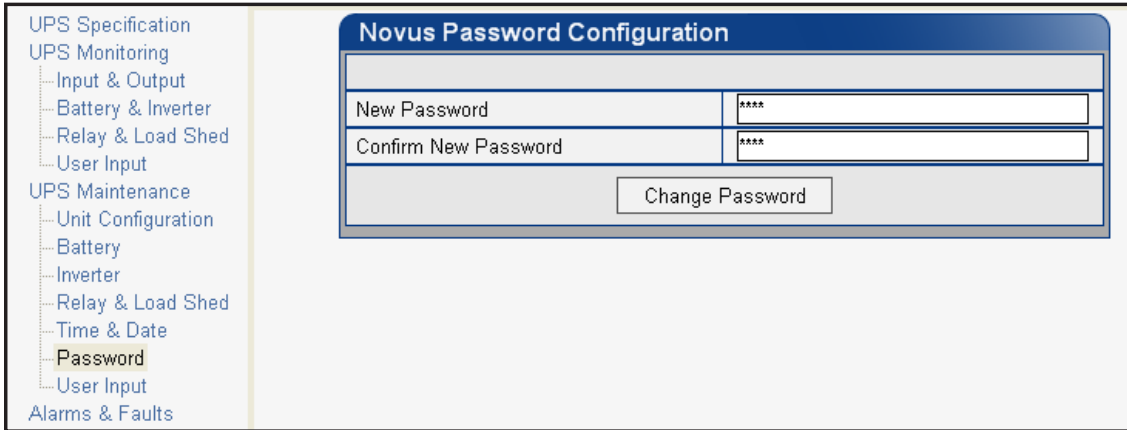 UPS Specification
UPS Monitoring
Input & Output
Battery & Inverter
Relay & Load Shed
User Input
UPS Maintenance
Unit Configuration
Battery
Inverter
Relay & Load Shed
Time & Date
Password
User Input
Alarms & Faults
Novus Password Configuration
New Password ****
Confirm New Password ****
Change Password